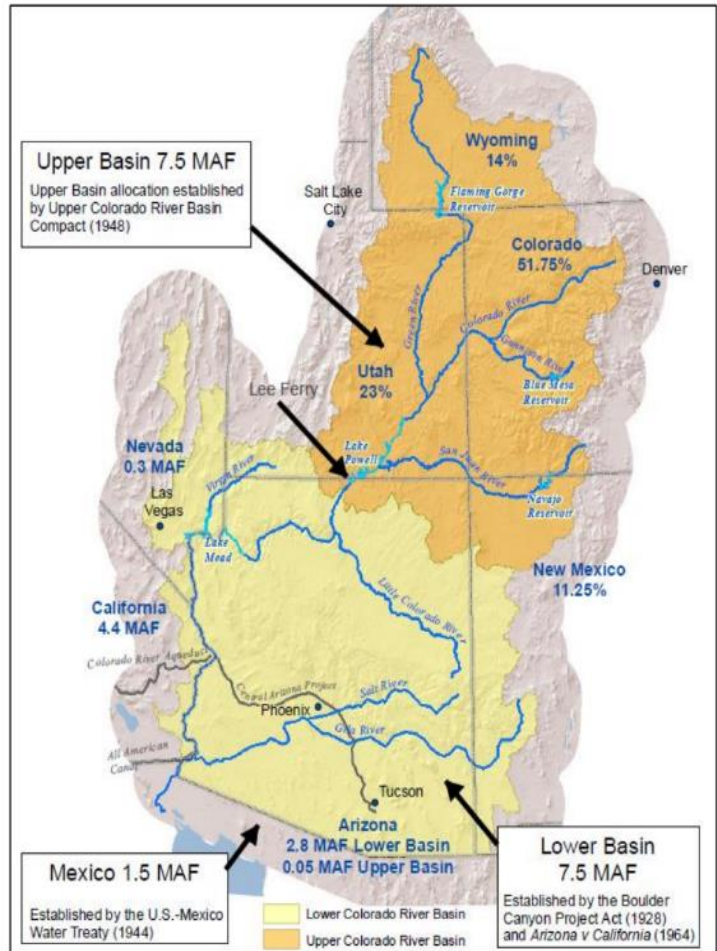 Upper Basin 7.5 MAF
Upper Basin allocation established
by Upper Colorado River Basin
Compact (1948)
Wyoming
14%
Salt Lake
City
Flaming Gorge
Reservoir
Colorado
51.75%
Denver
Green River
Colorado River
Gunnison River
Utah
23%
Blue Mesa
Reservoir
Lee Ferry
Lake
Powell
San Juan River
Navajo
Reservoir
Nevada
0.3 MAF
Virgin River
Las
Vegas
Lake
Mead
New Mexico
11.25%
California
4.4 MAF
Little Colorado River
Colorado River Aqueduct
Central Arizona Project
Salt River
Phoenix
Gila River
All American
Canal
Tucson
Arizona
2.8 MAF Lower Basin
0.05 MAF Upper Basin
Mexico 1.5 MAF
Established by the U.S.-Mexico
Water Treaty (1944)
Lower Basin
7.5 MAF
Established by the Boulder
Canyon Project Act (1928)
and Arizona v California (1964)
Lower Colorado River Basin
Upper Colorado River Basin